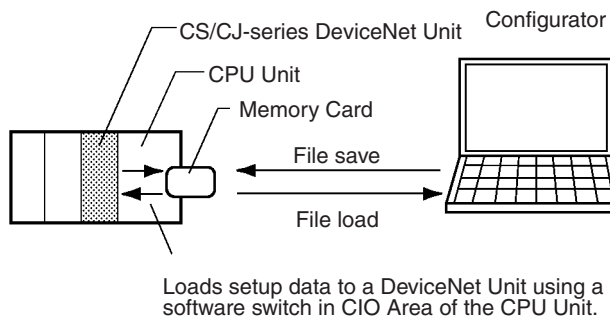 CS/CJ-series DeviceNet Unit
Configurator
CPU Unit
Memory Card
File save
File load
Loads setup data to a DeviceNet Unit using a
software switch in CIO Area of the CPU Unit.